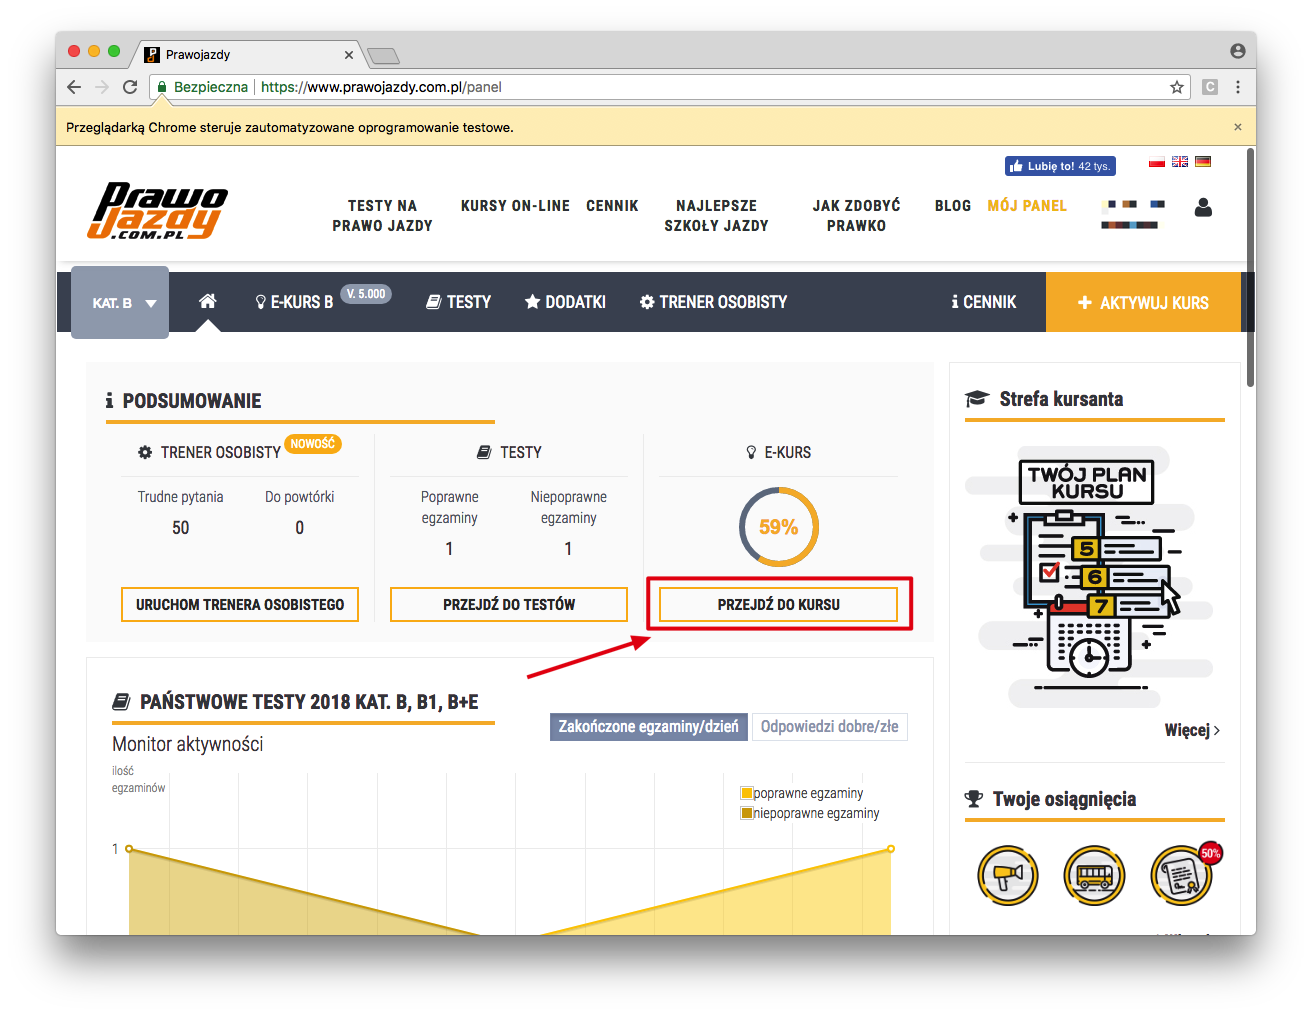 Prawojazdy
Bezpieczna
https://www.prawojazdy.com.pl/panel
C
Przeglądarką Chrome steruje zautomatyzowane oprogramowanie testowe.
Lubię to! 42 tys.
Prawo
Jazdy
.COM.PL
TESTY NA
PRAWO JAZDY
KURSY ON-LINE
CENNIK
NAJLEPSZE
SZKOŁY JAZDY
JAK ZDOBYĆ
PRAWKO
BLOG
MÓJ PANEL
KAT. B
E-KURS B
V. 5.000
TESTY
DODATKI
TRENER OSOBISTY
CENNIK
AKTYWUJ KURS
PODSUMOWANIE
TRENER OSOBISTY
NOWOŚĆ
Trudne pytania
50
Do powtórki
0
URUCHOM TRENERA OSOBISTEGO
TESTY
Poprawne
egzaminy
1
Niepoprawne
egzaminy
1
PRZEJDŹ DO TESTÓW
E-KURS
59%
PRZEJDŹ DO KURSU
Strefa kursanta
TWÓJ PLAN
KURSU
5
6
7
Więcej
PAŃSTWOWE TESTY 2018 KAT. B, B1, B+E
Monitor aktywności
Zakończone egzaminy/dzień
Odpowiedzi dobre/złe
ilość
egzaminów
poprawne egzaminy
niepoprawne egzaminy
1
Twoje osiągnięcia
50%